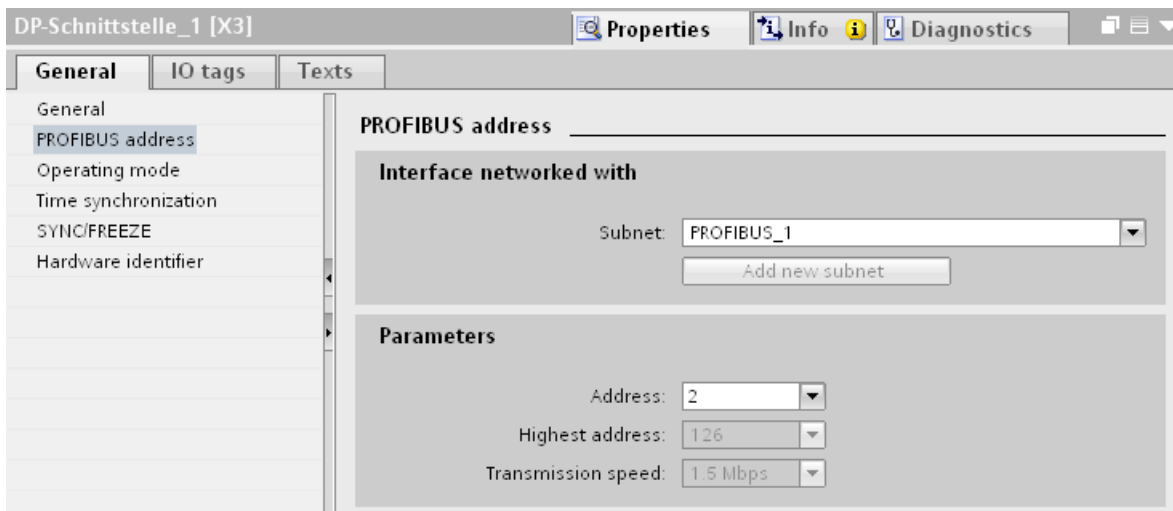 DP-Schnittstelle_1 [X3]
Properties
Info
Diagnostics
General
IO tags
Texts
General
PROFIBUS address
Operating mode
Time synchronization
SYNC/FREEZE
Hardware identifier
PROFIBUS address
Interface networked with
Subnet: PROFIBUS_1
Add new subnet
Parameters
Address: 2
Highest address: 126
Transmission speed: 1.5 Mbps